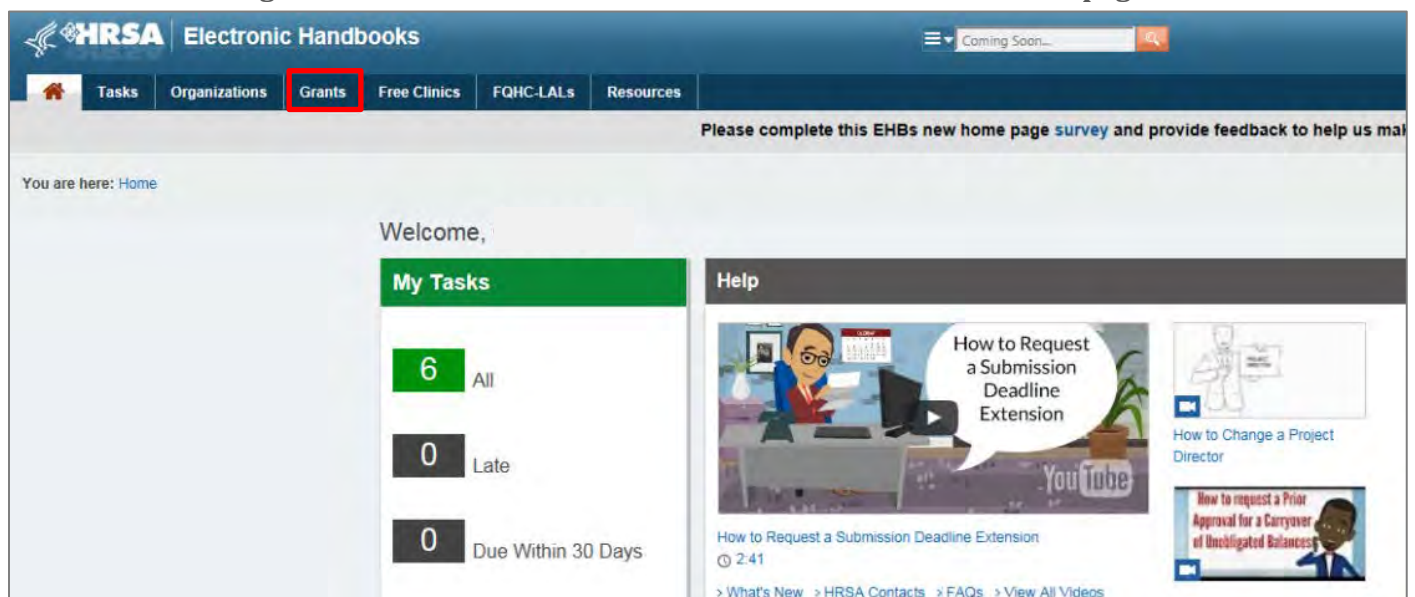 HRSA Electronic Handbooks
Coming Soon...
Tasks Organizations Grants Free Clinics FQHC-LALs Resources
Please complete this EHBs new home page survey and provide feedback to help us mak
You are here: Home
Welcome,
My Tasks
6 All
0 Late
0 Due Within 30 Days
Help
How to Request
a Submission
Deadline
Extension
YouTube
How to Request a Submission Deadline Extension
2:41
> What's New > HRSA Contacts > FAQs > View All Videos
PROJECT
DIRECTOR
How to Change a Project
Director
How to request a Prior
Approval for a Carryover
of Unobligated Balances